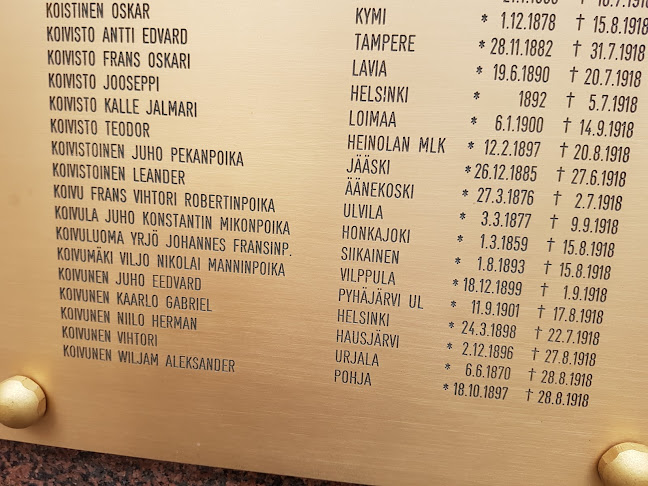 KOISTINEN OSKAR KYMI * 1.12.1878 † 15.8.1918
KOIVISTO ANTTI EDVARD TAMPERE * 28.11.1882 † 31.7.1918
KOIVISTO FRANS OSKARI LAVIA * 19.6.1890 † 20.7.1918
KOIVISTO JOOSEPPI HELSINKI * 1892 † 5.7.1918
KOIVISTO KALLE JALMARI LOIMAA * 6.1.1900 † 14.9.1918
KOIVISTO TEODOR HEINOLAN MLK * 12.2.1897 † 20.8.1918
KOIVISTOINEN JUHO PEKANPOIKA JÄÄSKI * 26.12.1885 † 27.6.1918
KOIVISTOINEN LEANDER ÄÄNEKOSKI * 27.3.1876 † 2.7.1918
KOIVU FRANS VIHTORI ROBERTINPOIKA ULVILA * 3.3.1877 † 9.9.1918
KOIVULA JUHO KONSTANTIN MIKONPOIKA HONKAJOKI * 1.3.1859 † 15.8.1918
KOIVULUOMA YRJÖ JOHANNES FRANSINP. SIIKAINEN * 1.8.1893 † 15.8.1918
KOIVUMÄKI VILJO NIKOLAI MANNINPOIKA VILPPULA * 18.12.1899 † 1.9.1918
KOIVUNEN JUHO EEDVARD PYHÄJÄRVI UL * 11.9.1901 † 17.8.1918
KOIVUNEN KAARLO GABRIEL HELSINKI * 24.3.1898 † 22.7.1918
KOIVUNEN NIILO HERMAN HAUSJÄRVI * 2.12.1896 † 27.8.1918
KOIVUNEN VIHTORI URJALA * 6.6.1870 † 28.8.1918
KOIVUNEN WILJAM ALEKSANDER POHJA * 18.10.1897 † 28.8.1918